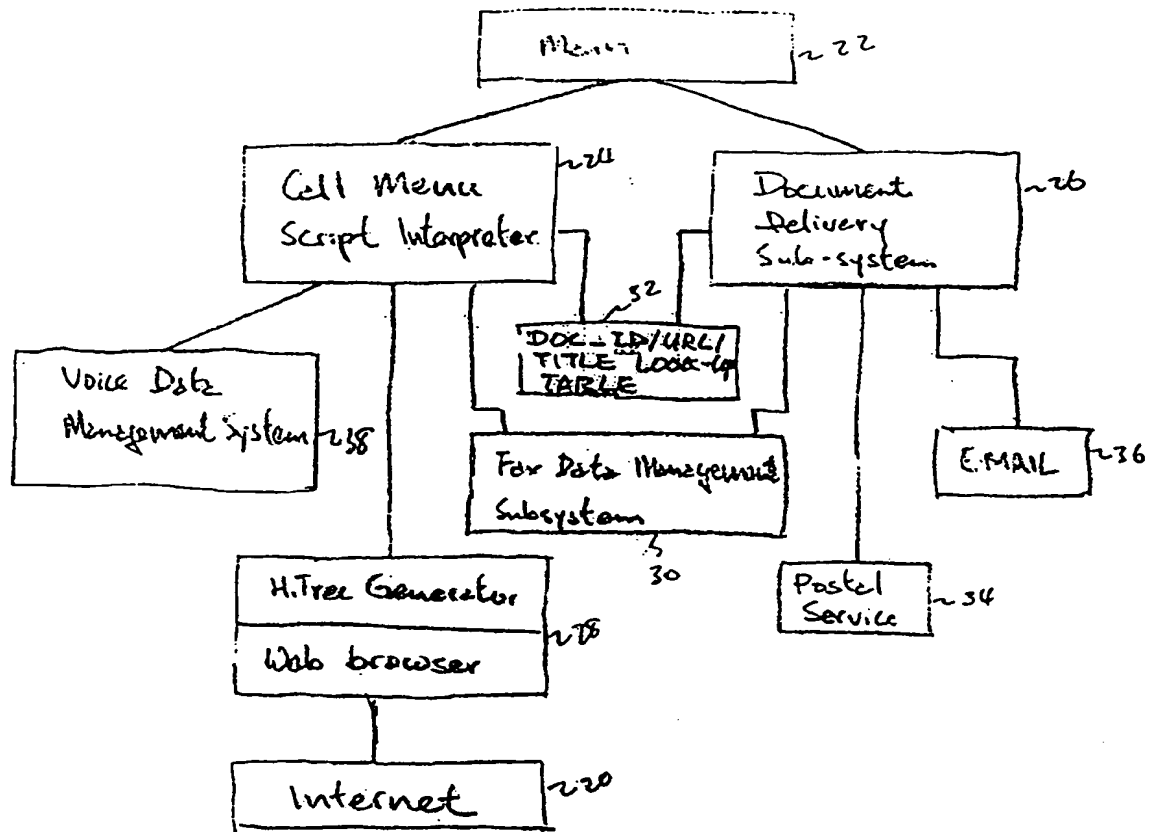 22
Call Menu
Script Interpreter
24
Document
Delivery
Sub-system
26
32
DOC_ID/URL/
TITLE LOOK-up
TABLE
Voice Data
Management System
38
Fax Data Management
Subsystem
30
E.MAIL
36
H.Tree Generator
Web browser
28
Postal
Service
34
Internet
20